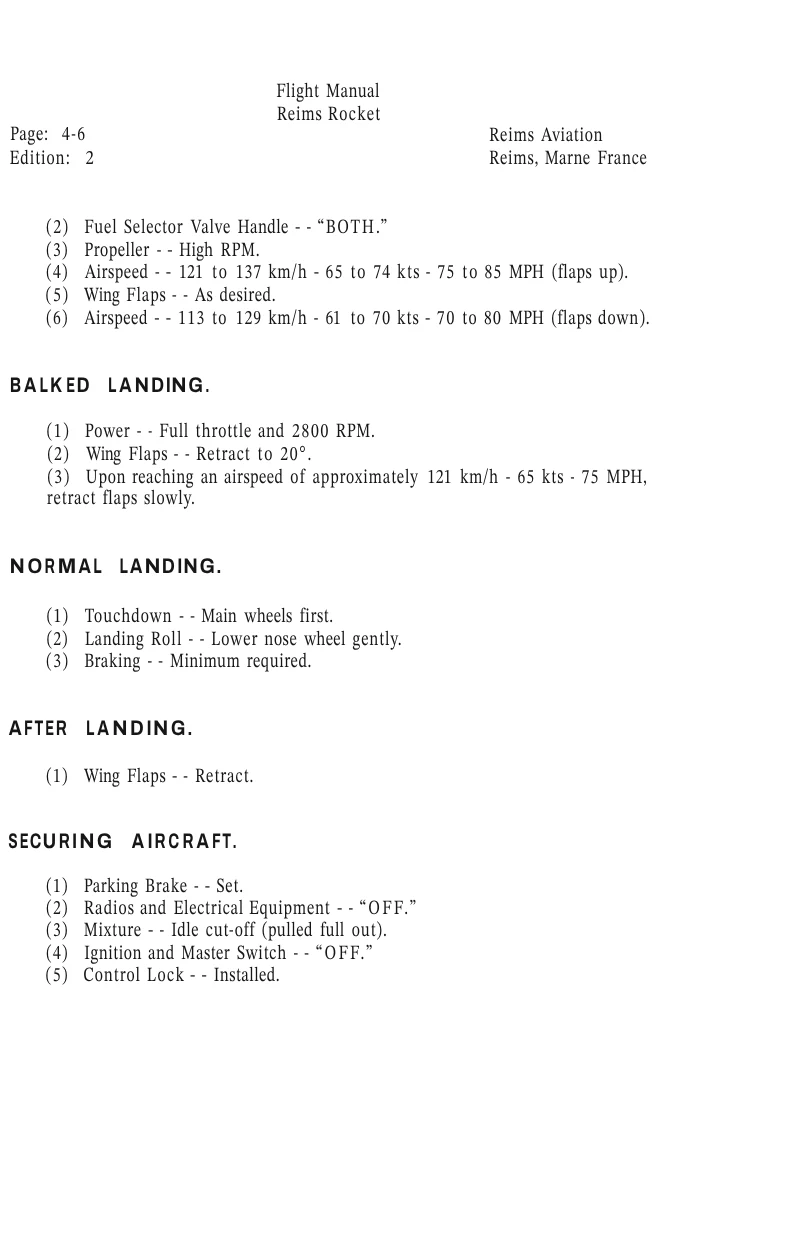 Flight Manual
Reims Rocket
Page: 4-6
Edition: 2
Reims Aviation
Reims, Marne France
(2) Fuel Selector Valve Handle - - “BOTH.”
(3) Propeller - - High RPM.
(4) Airspeed - - 121 to 137 km/h - 65 to 74 kts - 75 to 85 MPH (flaps up).
(5) Wing Flaps - - As desired.
(6) Airspeed - - 113 to 129 km/h - 61 to 70 kts - 70 to 80 MPH (flaps down).
BALKED LANDING.
(1) Power - - Full throttle and 2800 RPM.
(2) Wing Flaps - - Retract to 20°.
(3) Upon reaching an airspeed of approximately 121 km/h - 65 kts - 75 MPH,
retract flaps slowly.
NORMAL LANDING.
(1) Touchdown - - Main wheels first.
(2) Landing Roll - - Lower nose wheel gently.
(3) Braking - - Minimum required.
AFTER LANDING.
(1) Wing Flaps - - Retract.
SECURING AIRCRAFT.
(1) Parking Brake - - Set.
(2) Radios and Electrical Equipment - - “OFF.”
(3) Mixture - - Idle cut-off (pulled full out).
(4) Ignition and Master Switch - - “OFF.”
(5) Control Lock - - Installed.